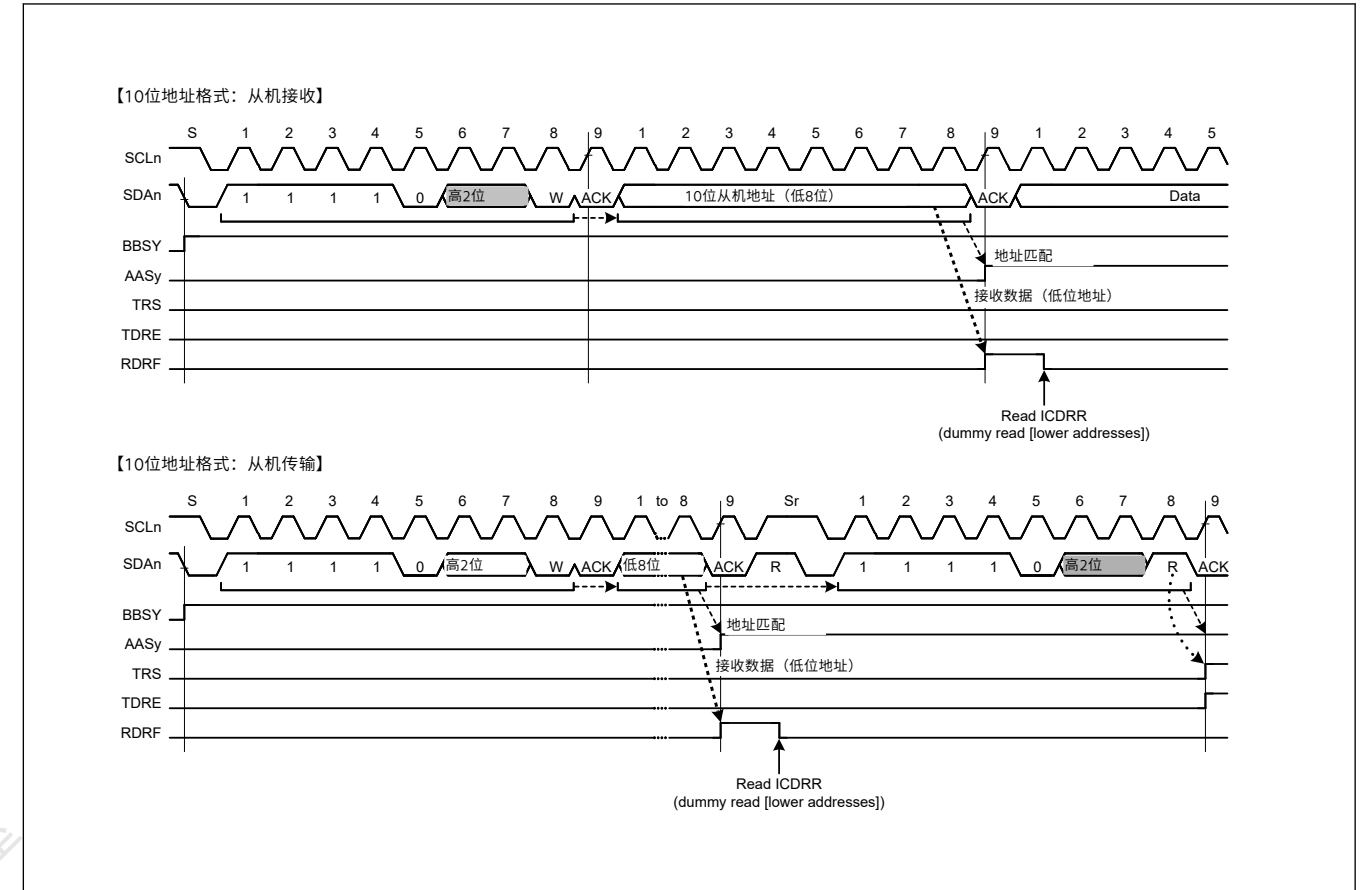 【10位地址格式：从机接收】
S 1 2 3 4 5 6 7 8 9 1 2 3 4 5 6 7 8 9 1 2 3 4 5
SCLn
SDAn 1 1 1 1 0 高2位 W ACK 10位从机地址（低8位） ACK Data
BBSY
地址匹配
AASy
接收数据（低位地址）
TRS
TDRE
RDRF
Read ICDRR
(dummy read [lower addresses])
【10位地址格式：从机传输】
S 1 2 3 4 5 6 7 8 9 1 to 8 9 Sr 1 2 3 4 5 6 7 8 9
SCLn
SDAn 1 1 1 1 0 高2位 W ACK 低8位 ACK R 1 1 1 1 0 高2位 R ACK
BBSY
地址匹配
AASy
接收数据（低位地址）
TRS
TDRE
RDRF
Read ICDRR
(dummy read [lower addresses])